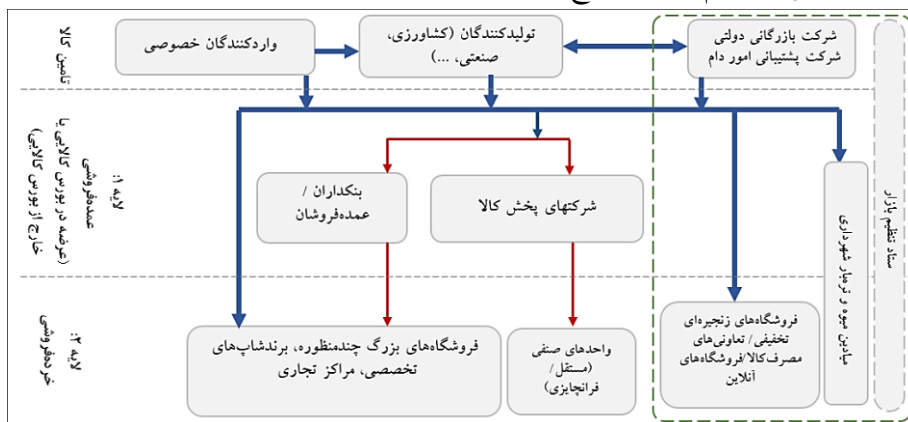 شرکت بازرگانی دولتی
شرکت پشتیبانی امور دام
تولیدکنندگان (کشاورزی،
صنعتی، ...)
واردکنندگان خصوصی
تامین کالا
ستاد تنظیم بازار
لایه ۱:
عمده‌فروشی
(عرضه در بورس کالایی یا
خارج از بورس کالایی)
میادین میوه و تره‌بار شهرداری
شرکتهای پخش کالا
بنکداران /
عمده‌فروشان
لایه ۲:
خرده‌فروشی
فروشگاه‌های زنجیره‌ای
تخفیفی/ تعاونی‌های
مصرف‌کالا/فروشگاه‌های
آنلاین
واحدهای صنفی
(مستقل/
فرانچایزی)
فروشگاه‌های بزرگ چندمنظوره، برندشاپ‌های
تخصصی، مراکز تجاری